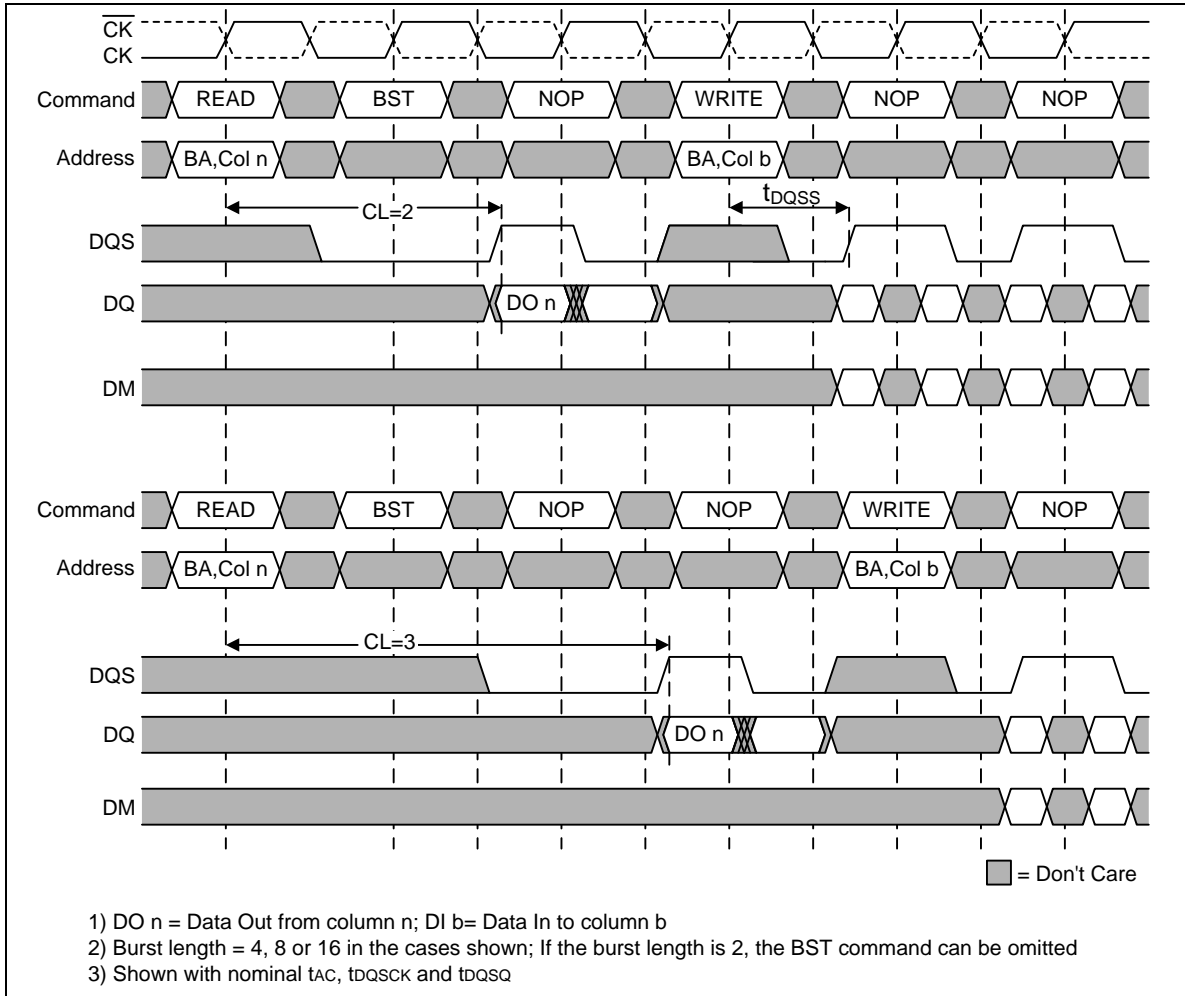 CK
CK
Command READ BST NOP WRITE NOP NOP
Address BA,Col n BA,Col b
CL=2 tDQSS
DQS
DQ DO n
DM
Command READ BST NOP NOP WRITE NOP
Address BA,Col n BA,Col b
CL=3
DQS
DQ DO n
DM
= Don't Care
1) DO n = Data Out from column n; DI b= Data In to column b
2) Burst length = 4, 8 or 16 in the cases shown; If the burst length is 2, the BST command can be omitted
3) Shown with nominal tAC, tDQSCK and tDQSQ